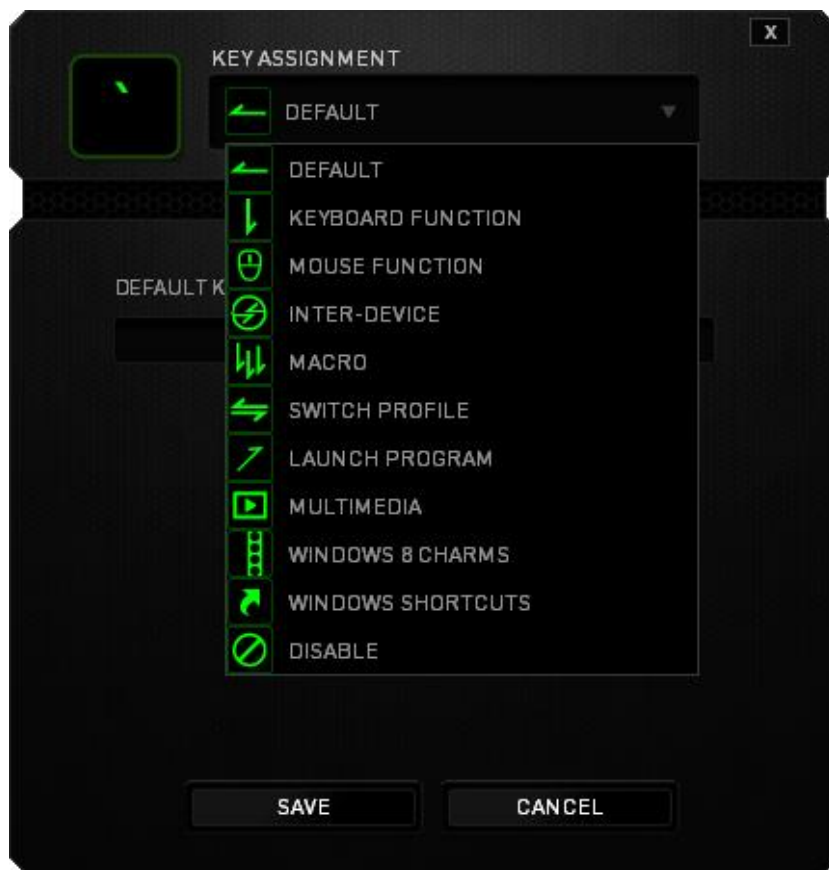 X
KEY ASSIGNMENT
`
DEFAULT
DEFAULT
KEYBOARD FUNCTION
MOUSE FUNCTION
DEFAULT K
INTER-DEVICE
MACRO
SWITCH PROFILE
LAUNCH PROGRAM
MULTIMEDIA
WINDOWS 8 CHARMS
WINDOWS SHORTCUTS
DISABLE
SAVE CANCEL